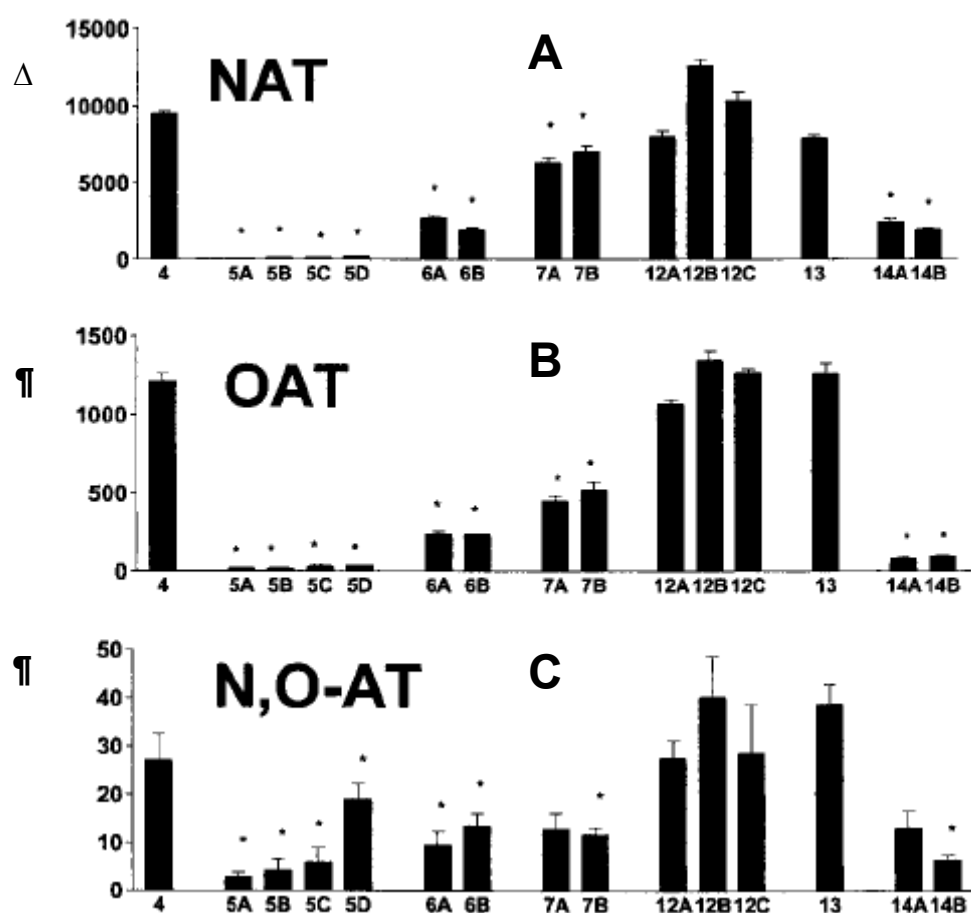 15000
Δ
NAT
A
10000
5000
0
4 5A 5B 5C 5D 6A 6B 7A 7B 12A 12B 12C 13 14A 14B
* * * * * * * * * *
1500
¶
OAT
B
1000
500
0
4 5A 5B 5C 5D 6A 6B 7A 7B 12A 12B 12C 13 14A 14B
* * * * * * * * * *
50
¶
N,O-AT
C
40
30
20
10
0
4 5A 5B 5C 5D 6A 6B 7A 7B 12A 12B 12C 13 14A 14B
* * * * * * * *